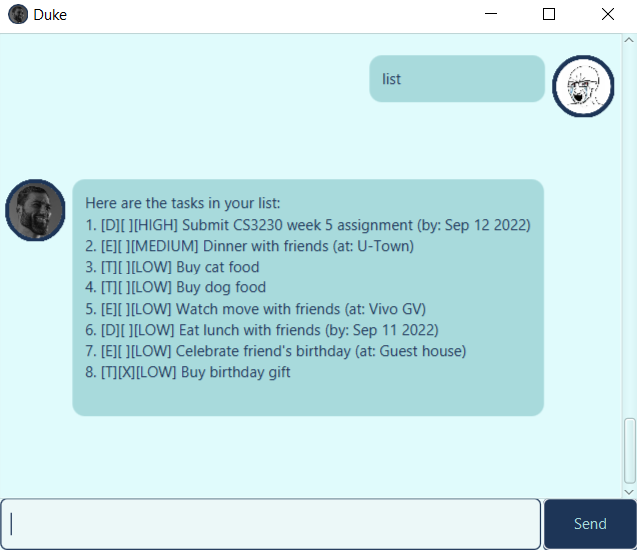 Duke
list
Here are the tasks in your list:
1. [D][ ][HIGH] Submit CS3230 week 5 assignment (by: Sep 12 2022)
2. [E][ ][MEDIUM] Dinner with friends (at: U-Town)
3. [T][ ][LOW] Buy cat food
4. [T][ ][LOW] Buy dog food
5. [E][ ][LOW] Watch move with friends (at: Vivo GV)
6. [D][ ][LOW] Eat lunch with friends (by: Sep 11 2022)
7. [E][ ][LOW] Celebrate friend's birthday (at: Guest house)
8. [T][X][LOW] Buy birthday gift
Send